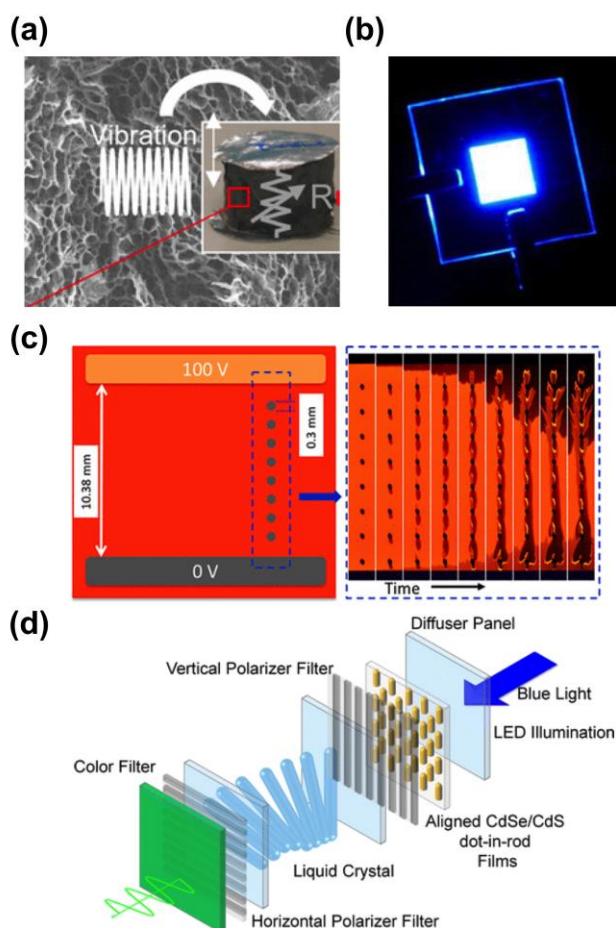 (a)
Vibration
R
(b)
(c)
100 V
10.38 mm
0.3 mm
0 V
Time
(d)
Diffuser Panel
Vertical Polarizer Filter
Blue Light
LED Illumination
Color Filter
Aligned CdSe/CdS
dot-in-rod
Films
Liquid Crystal
Horizontal Polarizer Filter